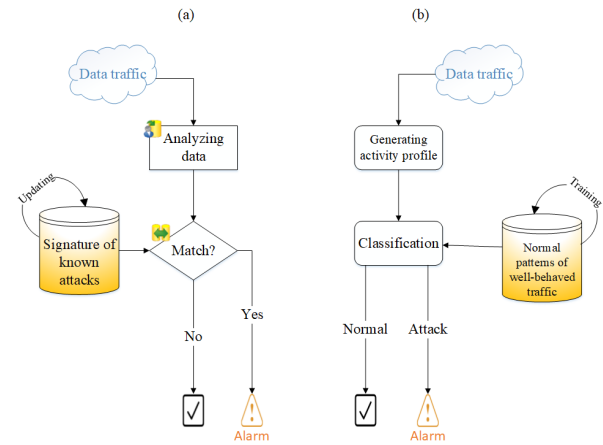 (a)
Data traffic
Analyzing
data
Updating
Signature of
known
attacks
Match?
No
Yes
Alarm
(b)
Data traffic
Generating
activity profile
Training
Classification
Normal
patterns of
well-behaved
traffic
Normal
Attack
Alarm